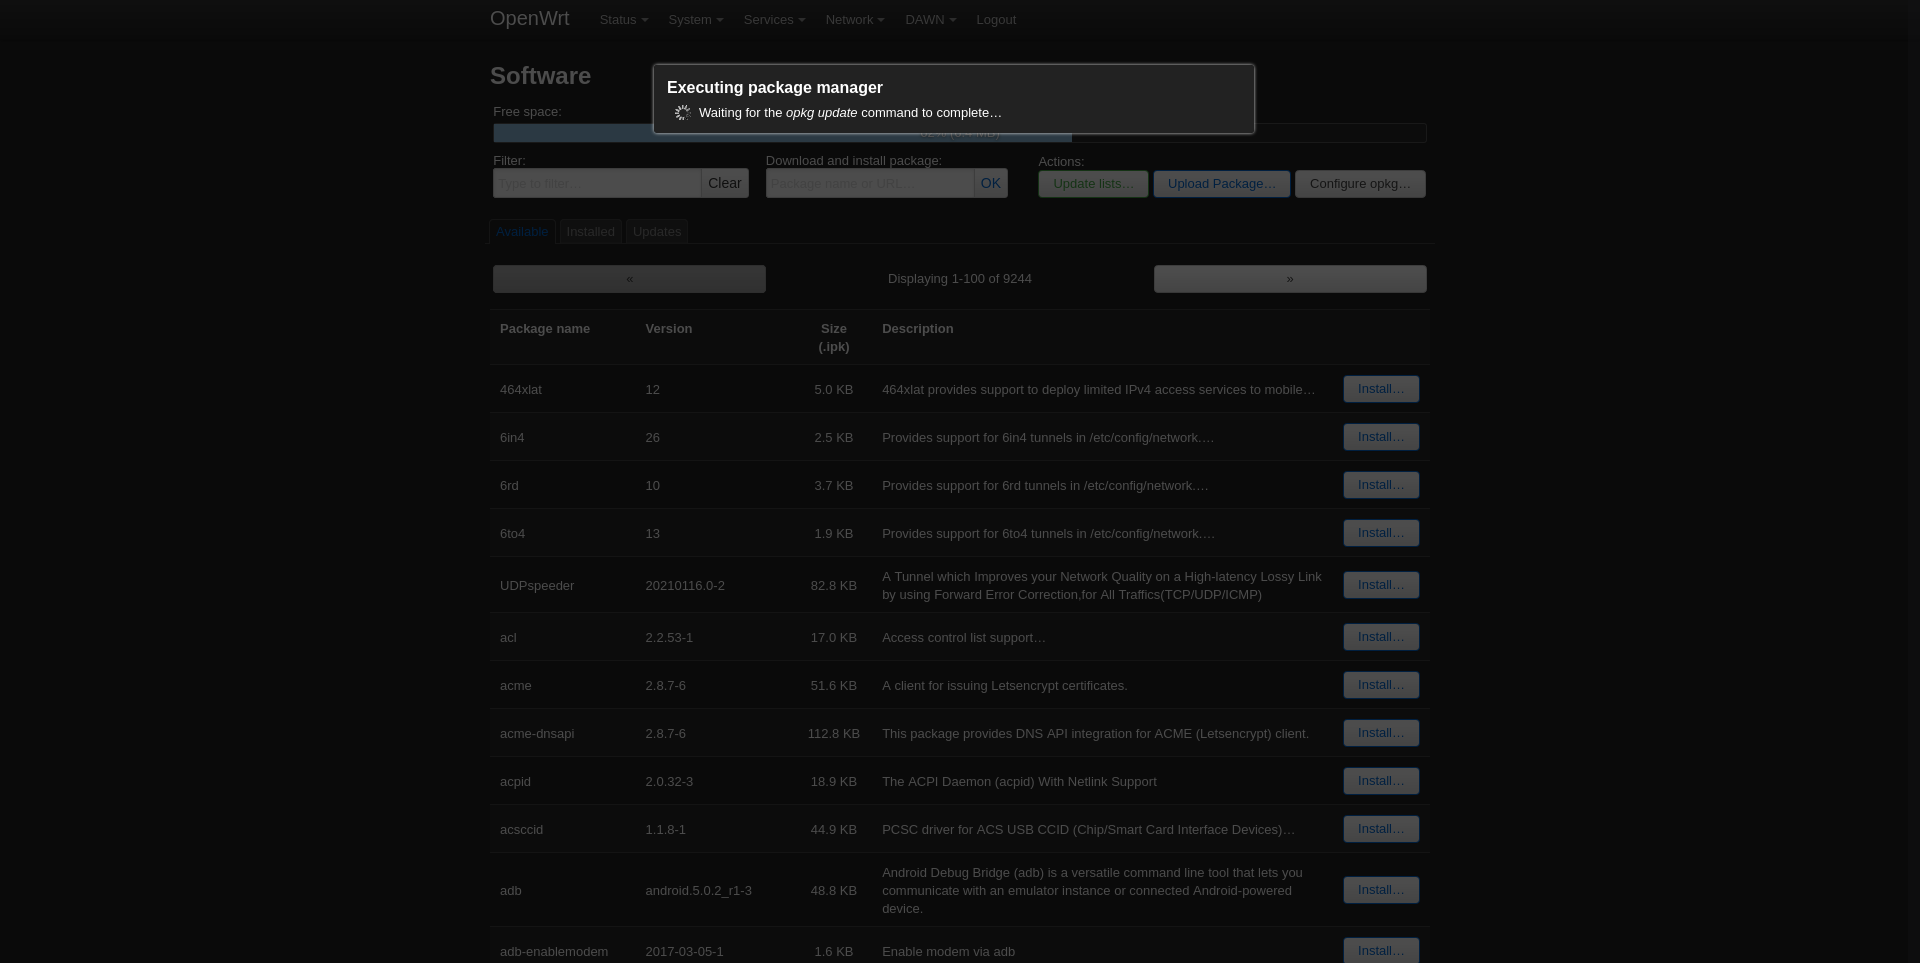 OpenWrt Status System Services Network DAWN Logout
Software
Executing package manager
Waiting for the opkg update command to complete…
Free space:
Filter:
Type to filter…
Clear
Download and install package:
Package name or URL…
OK
Actions:
Update lists… Upload Package… Configure opkg…
Available Installed Updates
« Displaying 1-100 of 9244 »
Package name Version Size (.ipk) Description
464xlat 12 5.0 KB 464xlat provides support to deploy limited IPv4 access services to mobile… Install…
6in4 26 2.5 KB Provides support for 6in4 tunnels in /etc/config/network.… Install…
6rd 10 3.7 KB Provides support for 6rd tunnels in /etc/config/network.… Install…
6to4 13 1.9 KB Provides support for 6to4 tunnels in /etc/config/network.… Install…
UDPspeeder 20210116.0-2 82.8 KB A Tunnel which Improves your Network Quality on a High-latency Lossy Link
by using Forward Error Correction,for All Traffics(TCP/UDP/ICMP) Install…
acl 2.2.53-1 17.0 KB Access control list support… Install…
acme 2.8.7-6 51.6 KB A client for issuing Letsencrypt certificates. Install…
acme-dnsapi 2.8.7-6 112.8 KB This package provides DNS API integration for ACME (Letsencrypt) client. Install…
acpid 2.0.32-3 18.9 KB The ACPI Daemon (acpid) With Netlink Support Install…
acsccid 1.1.8-1 44.9 KB PCSC driver for ACS USB CCID (Chip/Smart Card Interface Devices)… Install…
adb android.5.0.2_r1-3 48.8 KB Android Debug Bridge (adb) is a versatile command line tool that lets you
communicate with an emulator instance or connected Android-powered
device. Install…
adb-enablemodem 2017-03-05-1 1.6 KB Enable modem via adb Install…